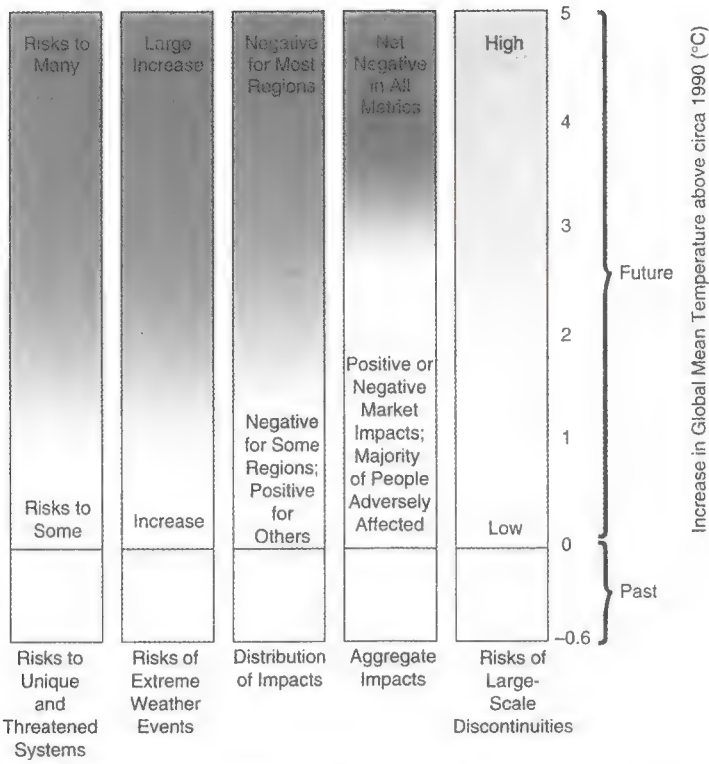 Risks to
Many
Large
Increase
Negative
for Most
Regions
Net
Negative
in All
Metrics
High
5
4
3
2
1
0
–0.6
Increase in Global Mean Temperature above circa 1990 (°C)
Future
Past
Risks to
Some
Increase
Negative
for Some
Regions;
Positive
for
Others
Positive or
Negative
Market
Impacts;
Majority
of People
Adversely
Affected
Low
Risks to
Unique
and
Threatened
Systems
Risks of
Extreme
Weather
Events
Distribution
of Impacts
Aggregate
Impacts
Risks of
Large-
Scale
Discontinuities